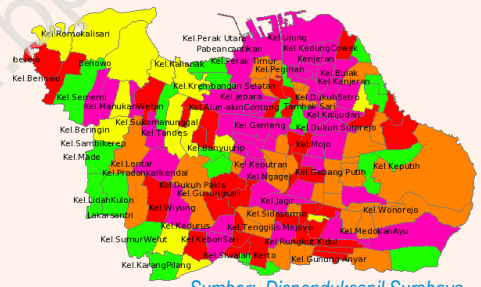 Kel.Romokalisari
Kel.Perak Utara
Kel.Ujung
Pabeancantikan
Kel.KedungCowek
Kenjeran
Benowo
Kel.Kalianak
Kel.Perak Timur
Kel.Pegirian
Kel.Bulak
Kel.Benowo
Kel.Kenjeran
Kel.Krembangan Selatan
Kel.Sememi
Kel.Jepara
Kel.DukuhSetro
Kel.ManukanWetan
Kel.Alun-alunContong
Tambak Sari
Kel.Kalijudan
Kel.Sukomanunggal
Kel.Genteng
Kel.Dukuh Sutorejo
Kel.Beringin
Kel.Tandes
Kel.Sambikerep
Kel.Banyuurip
Kel.Mojo
Kel.Made
Kel.Lontar
Kel.Keputran
Kel.Keputih
Kel.Pradahkalikendal
Kel.Ngagel
Kel.Gebang Putih
Kel.Dukuh Pakis
Kel.Gunungsari
Kel.LidahKulon
Kel.Jagir
Kel.Wiyung
Kel.Wonorejo
Lakarsantri
Kel.Sidosermo
Kel.Kedurus
Kel.Tenggilis Mejoyo
Kel.MedokanAyu
Kel.SumurWelut
Kel.KebonSari
Kel.Rungkut Kidul
Kel.Siwalan Kerto
Kel.Gunung Anyar
Kel.KarangPilang
Sumber: Dispendukcapil Surabaya